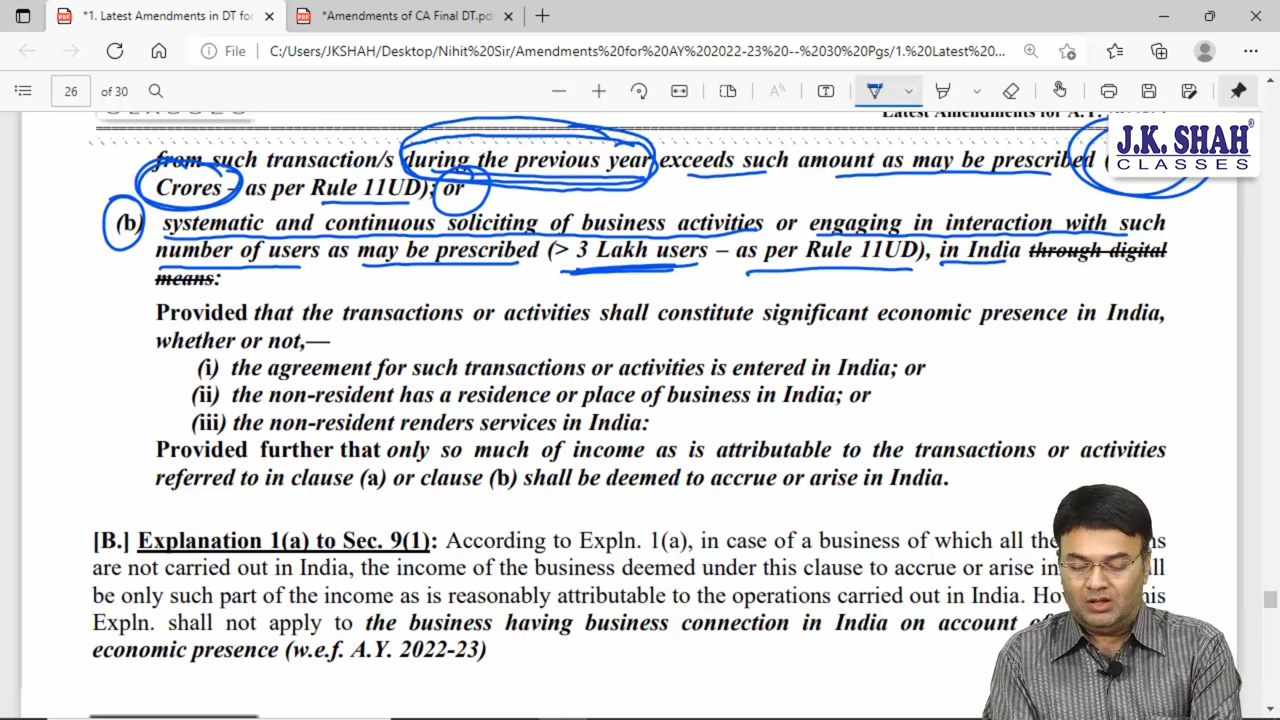 *1. Latest Amendments in DT for
*Amendments of CA Final DT.pd
File
C:/Users/JKSHAH/Desktop/Nihit%20Sir/Amendments%20for%20AY%202022-23%20--%2030%20Pgs/1.%20Latest%20...
26 of 30
Latest Amendments for A.Y.
J.K. SHAH®
CLASSES
from such transaction/s during the previous year exceeds such amount as may be prescribed (
Crores – as per Rule 11UD); or
(b) systematic and continuous soliciting of business activities or engaging in interaction with such
number of users as may be prescribed (> 3 Lakh users – as per Rule 11UD), in India through digital
means:
Provided that the transactions or activities shall constitute significant economic presence in India,
whether or not,—
(i) the agreement for such transactions or activities is entered in India; or
(ii) the non-resident has a residence or place of business in India; or
(iii) the non-resident renders services in India:
Provided further that only so much of income as is attributable to the transactions or activities
referred to in clause (a) or clause (b) shall be deemed to accrue or arise in India.
[B.] Explanation 1(a) to Sec. 9(1): According to Expln. 1(a), in case of a business of which all the
are not carried out in India, the income of the business deemed under this clause to accrue or arise in
be only such part of the income as is reasonably attributable to the operations carried out in India.
Expln. shall not apply to the business having business connection in India on account
economic presence (w.e.f. A.Y. 2022-23)